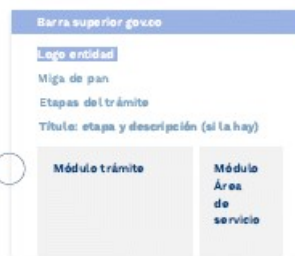 Barra superior gov.co
Logo entidad
Miga de pan
Etapas del trámite
Título: etapa y descripción (si la hay)
Módulo trámite
Módulo
Área
de
servicio